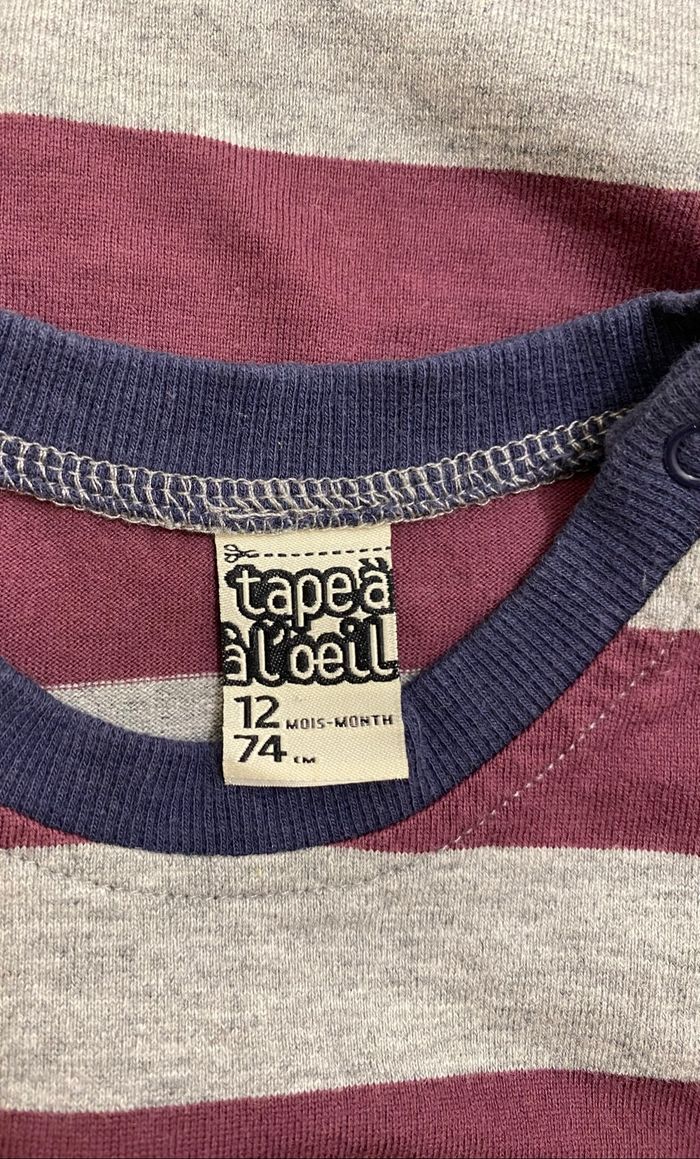 tape à
à l'oeil
12 MOIS-MONTH
74 CM